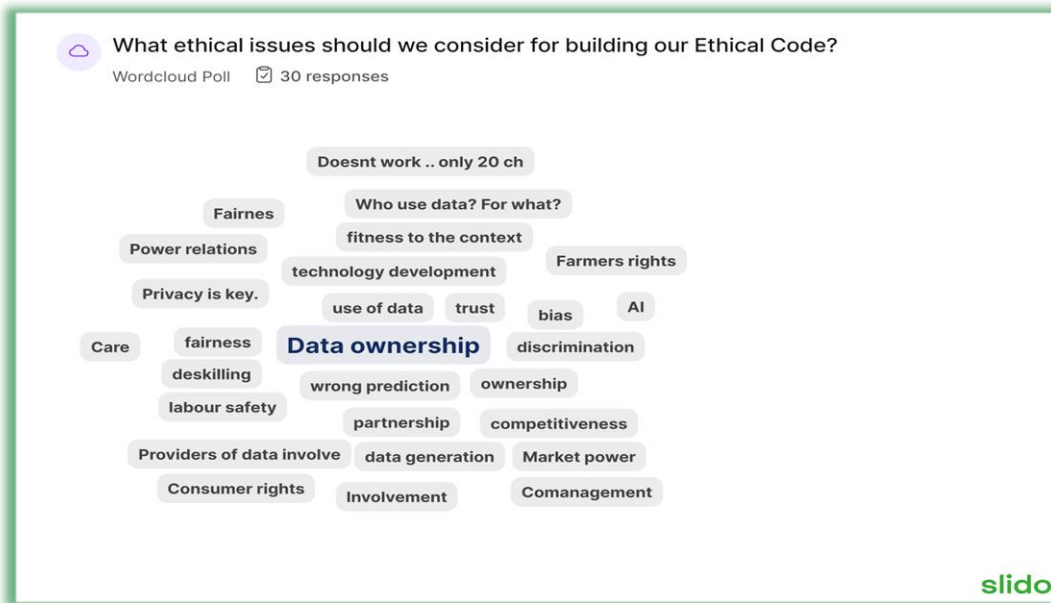 What ethical issues should we consider for building our Ethical Code?
Wordcloud Poll 30 responses
Doesnt work .. only 20 ch
Who use data? For what?
Fairnes
fitness to the context
Power relations
Farmers rights
technology development
Privacy is key.
use of data
trust
bias
AI
Care
fairness
Data ownership
discrimination
deskilling
wrong prediction
ownership
labour safety
partnership
competitiveness
Providers of data involve
data generation
Market power
Consumer rights
Involvement
Comanagement
slido